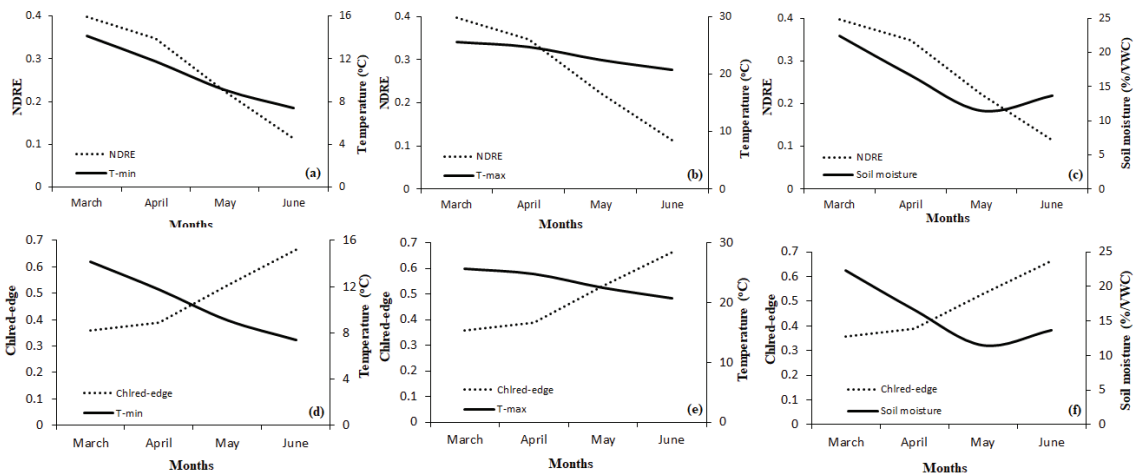 0.4
0.3
0.2
0.1
0
NDRE
16
12
8
4
0
Temperature (°C)
NDRE
T-min
(a)
March April May June
Months
0.4
0.3
0.2
0.1
0
NDRE
30
20
10
0
Temperature (°C)
NDRE
T-max
(b)
March April May June
Months
0.4
0.3
0.2
0.1
0
NDRE
25
20
15
10
5
0
Soil moisture (%/VWC)
NDRE
Soil moisture
(c)
March April May June
Months
0.7
0.6
0.5
0.4
0.3
0.2
0.1
0
Chlred-edge
16
12
8
4
0
Temperature (°C)
Chlred-edge
T-min
(d)
March April May June
Months
0.7
0.6
0.5
0.4
0.3
0.2
0.1
0
Chlred-edge
30
20
10
0
Temperature (°C)
Chlred-edge
T-max
(e)
March April May June
Months
0.7
0.6
0.5
0.4
0.3
0.2
0.1
0
Chlred-edge
25
20
15
10
5
0
Soil moisture (%/VWC)
Chlred-edge
Soil moisture
(f)
March April May June
Months